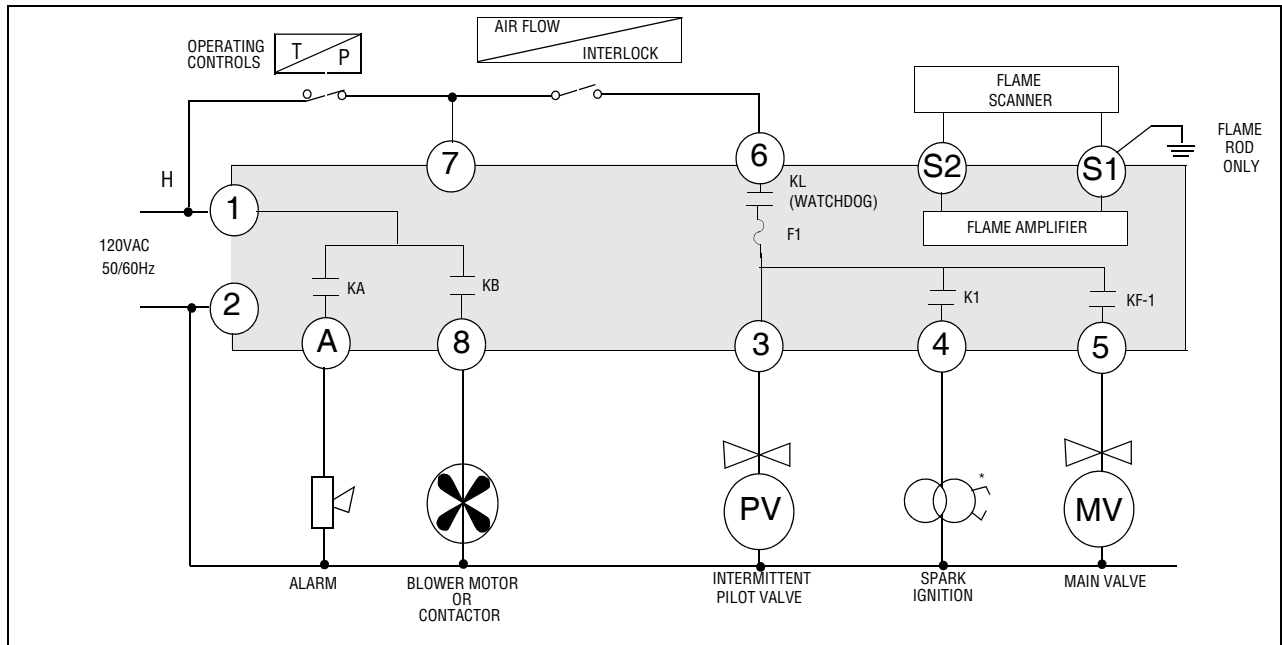 AIR FLOW
INTERLOCK
OPERATING
CONTROLS
T P
FLAME
SCANNER
FLAME
ROD
ONLY
H
7
6
S2
S1
KL
(WATCHDOG)
1
F1
FLAME AMPLIFIER
120VAC
50/60Hz
KA
KB
K1
KF-1
2
A
8
3
4
5
*
PV
MV
ALARM
BLOWER MOTOR
OR
CONTACTOR
INTERMITTENT
PILOT VALVE
SPARK
IGNITION
MAIN VALVE